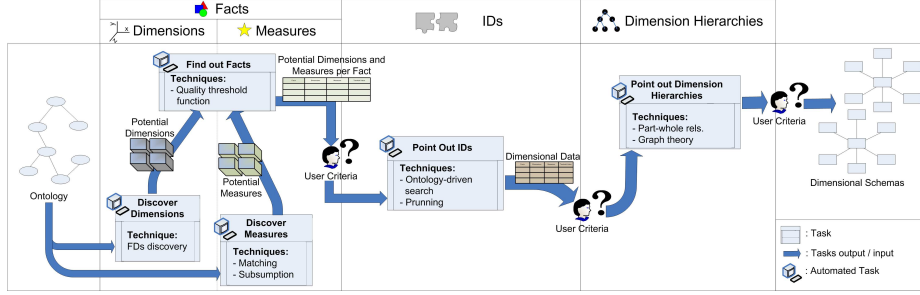 Facts
Dimensions
Measures
IDs
Dimension Hierarchies
Find out Facts
Techniques:
- Quality threshold
function
Potential Dimensions and
Measures per Fact
Potential
Dimensions
Potential
Measures
User Criteria
Ontology
Discover
Dimensions
Technique:
FDs discovery
Discover
Measures
Techniques:
- Matching
- Subsumption
Point Out IDs
Techniques:
- Ontology-driven
search
- Prunning
Dimensional Data
User Criteria
Point out Dimension
Hierarchies
Techniques:
- Part-whole rels.
- Graph theory
User Criteria
Dimensional Schemas
: Task
: Tasks output / input
: Automated Task